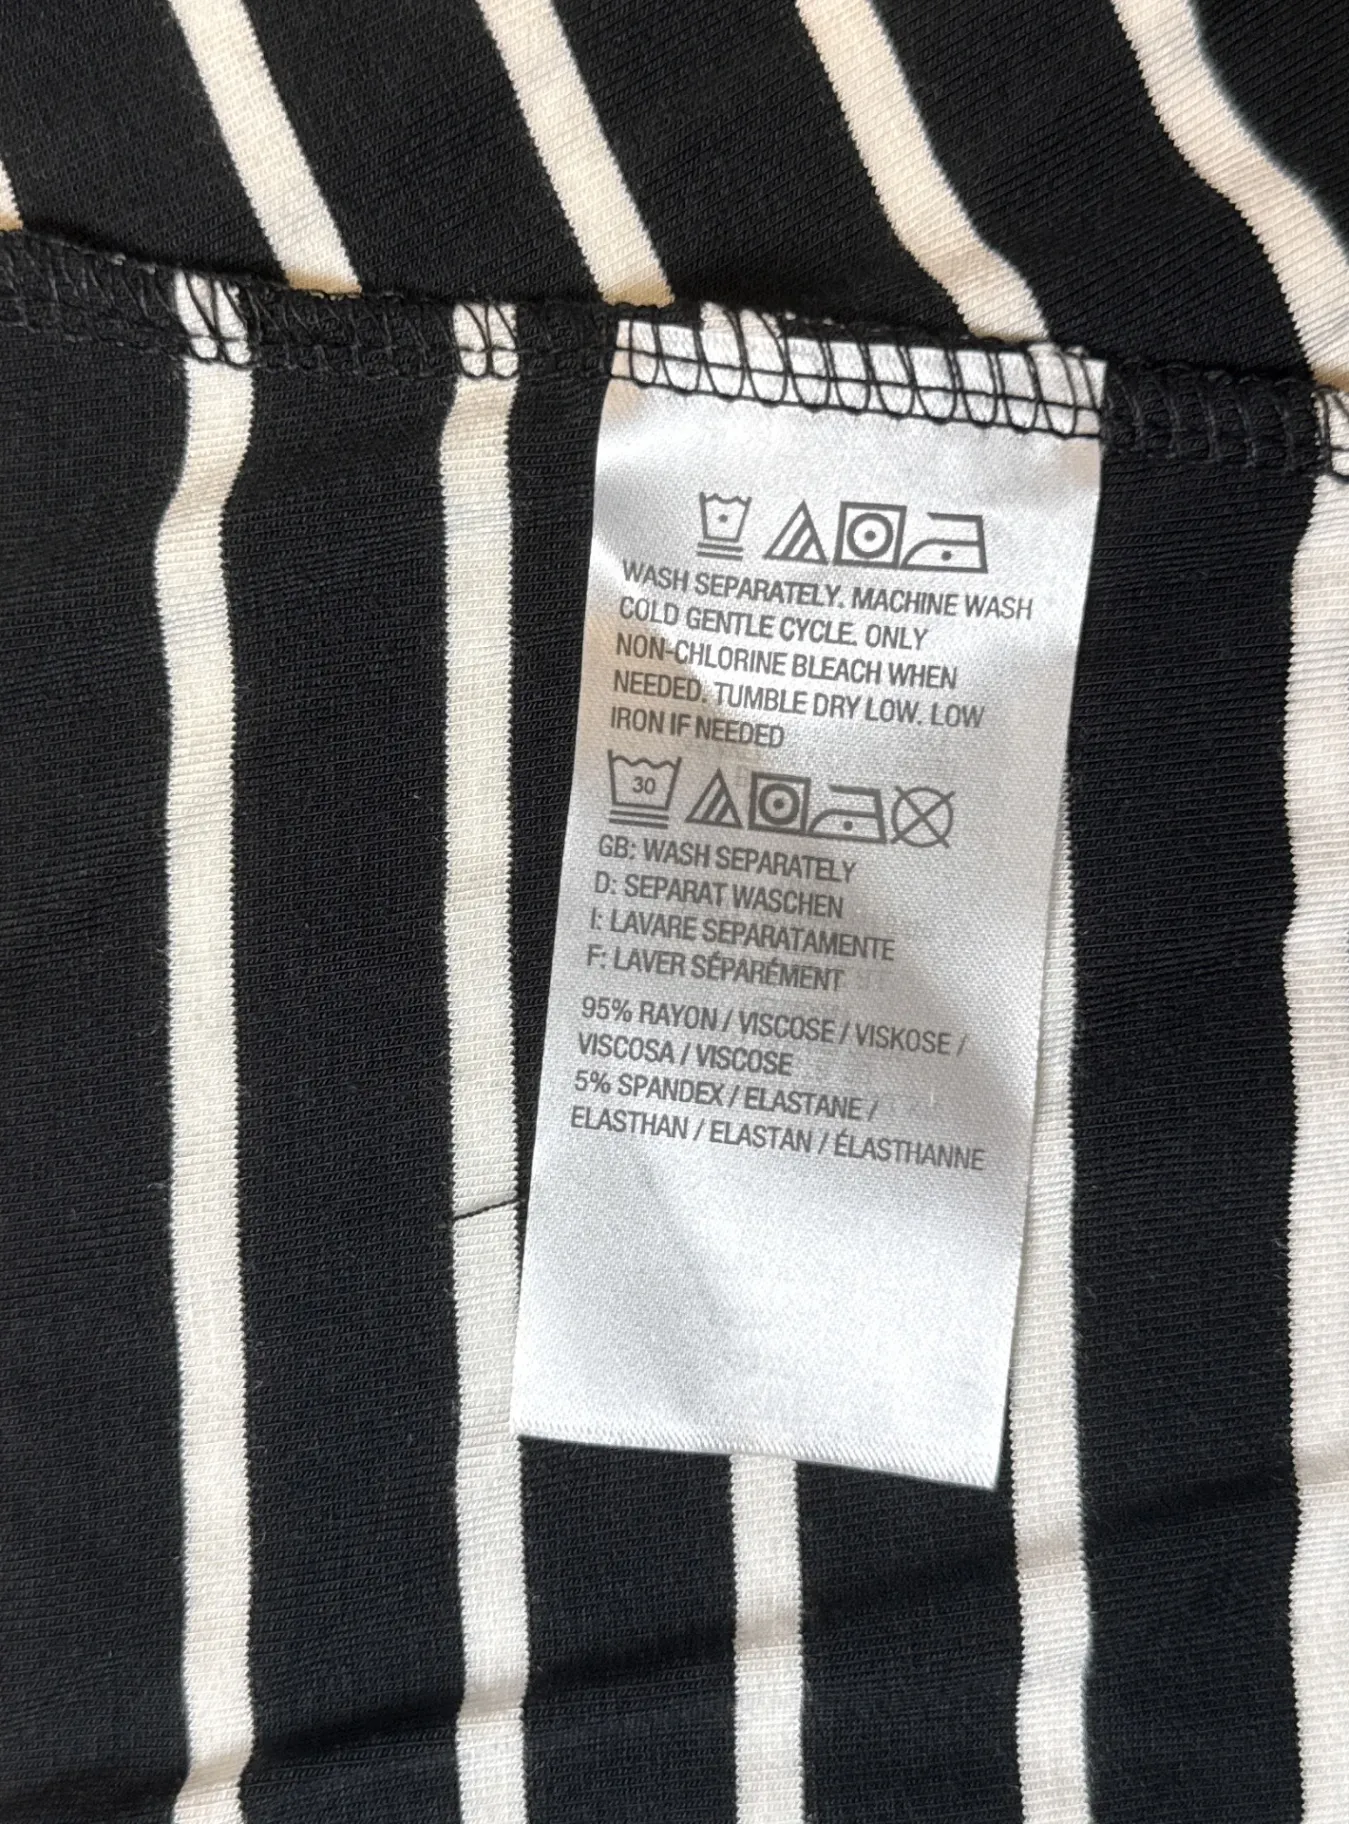 WASH SEPARATELY. MACHINE WASH
COLD GENTLE CYCLE. ONLY
NON-CHLORINE BLEACH WHEN
NEEDED. TUMBLE DRY LOW. LOW
IRON IF NEEDED
30
GB: WASH SEPARATELY
D: SEPARAT WASCHEN
I: LAVARE SEPARATAMENTE
F: LAVER SÉPARÉMENT
95% RAYON / VISCOSE / VISKOSE /
VISCOSA / VISCOSE
5% SPANDEX / ELASTANE /
ELASTHAN / ELASTAN / ÉLASTHANNE